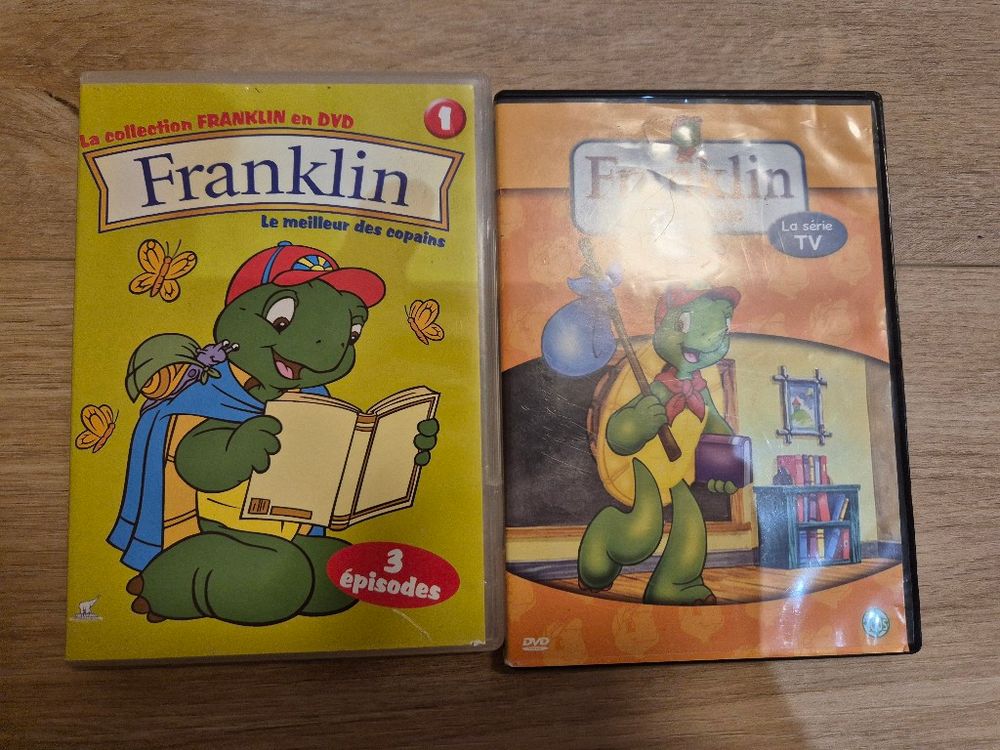 La collection FRANKLIN en DVD
1
Franklin
Le meilleur des copains
3
épisodes
Franklin
La série
TV
DVD